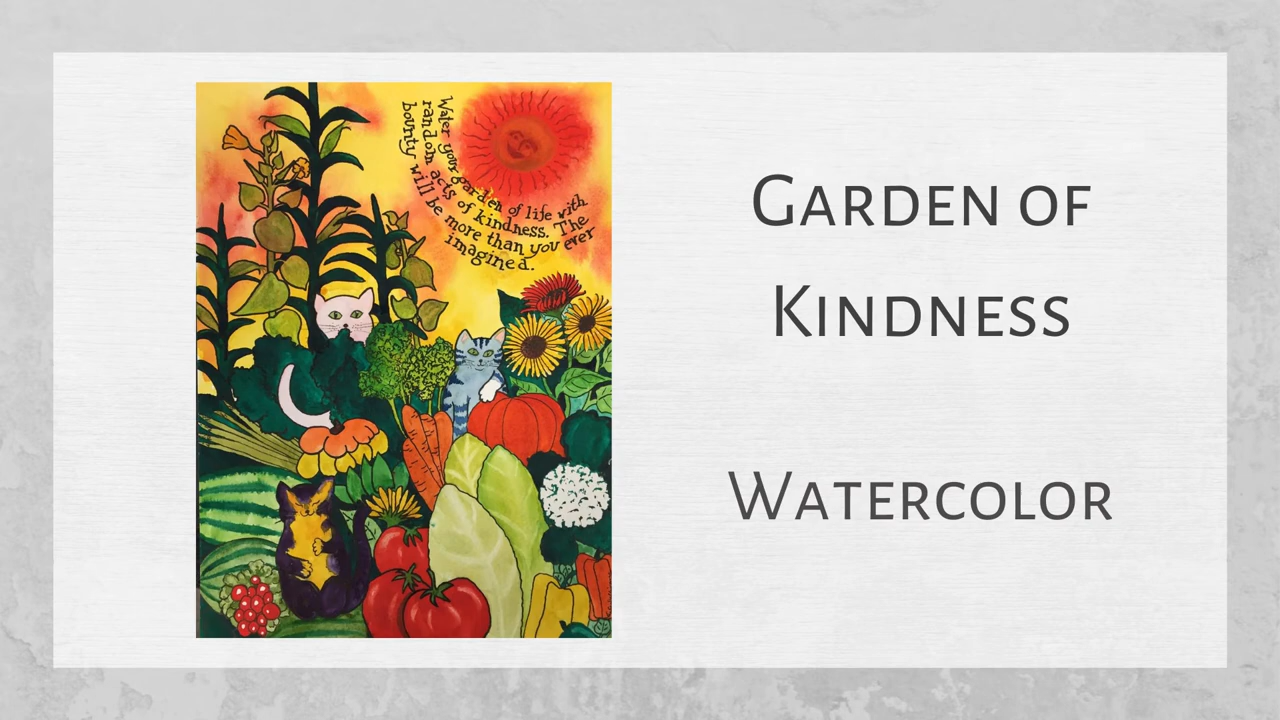 Water your garden of life with
random acts of kindness. The
bounty will be more than you ever
imagined.
Garden of
Kindness
Watercolor